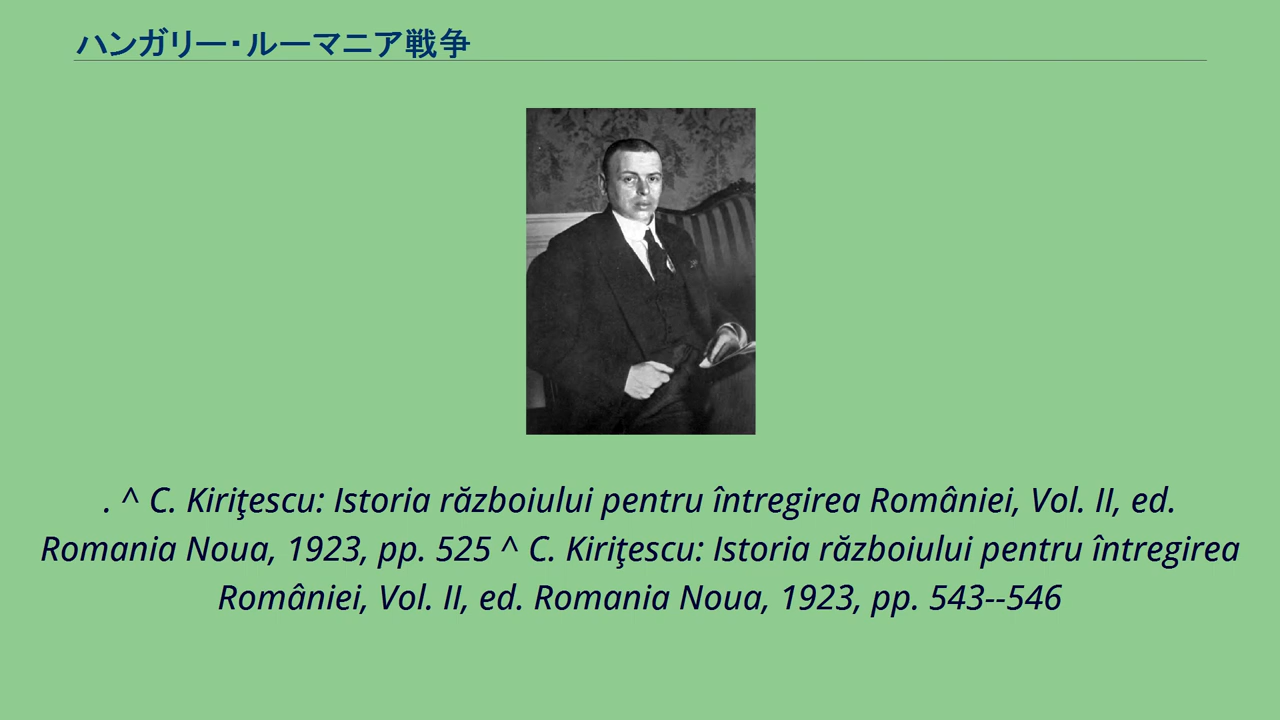 ハンガリー・ルーマニア戦争
. ^ C. Kiriţescu: Istoria războiului pentru întregirea României, Vol. II, ed.
Romania Noua, 1923, pp. 525 ^ C. Kiriţescu: Istoria războiului pentru întregirea
României, Vol. II, ed. Romania Noua, 1923, pp. 543--546